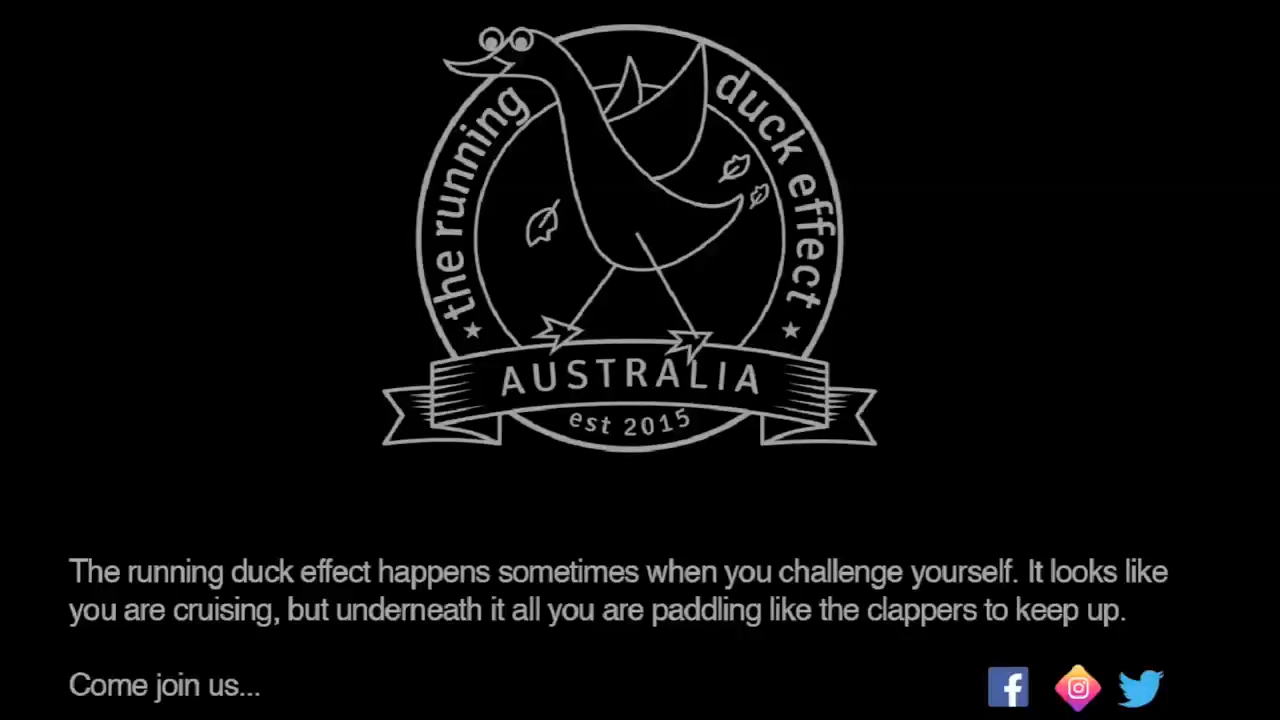 the running duck effect
AUSTRALIA
est 2015
The running duck effect happens sometimes when you challenge yourself. It looks like
you are cruising, but underneath it all you are paddling like the clappers to keep up.
Come join us...